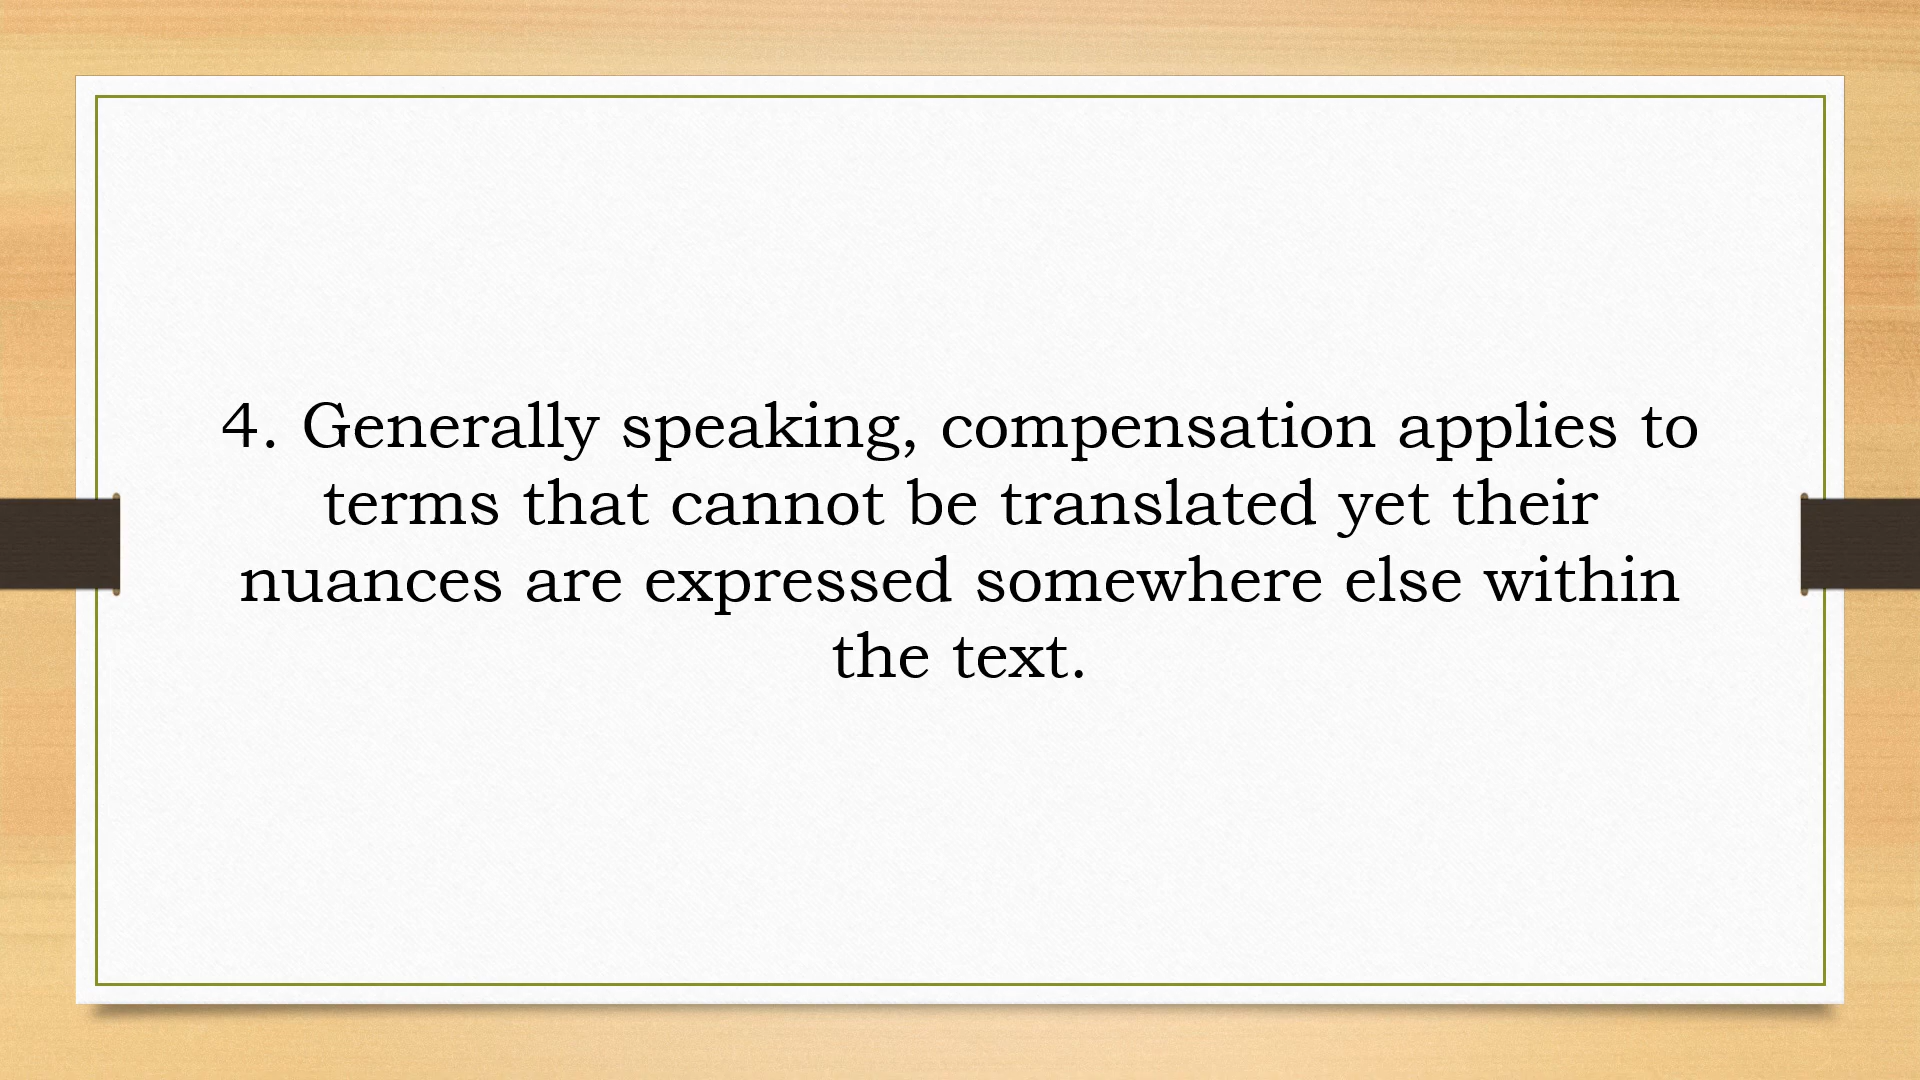 4. Generally speaking, compensation applies to
terms that cannot be translated yet their
nuances are expressed somewhere else within
the text.